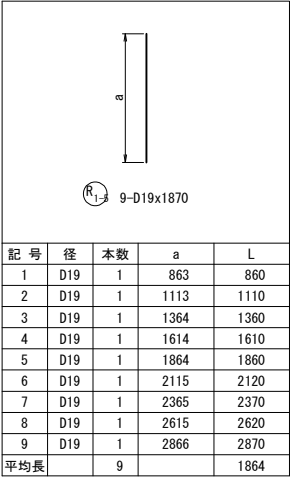 a
R1-5 9-D19x1870
記 号 径 本数 a L
1 D19 1 863 860
2 D19 1 1113 1110
3 D19 1 1364 1360
4 D19 1 1614 1610
5 D19 1 1864 1860
6 D19 1 2115 2120
7 D19 1 2365 2370
8 D19 1 2615 2620
9 D19 1 2866 2870
平均長 9 1864